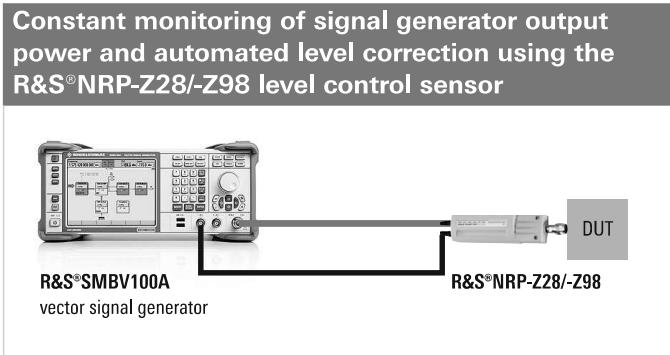 Constant monitoring of signal generator output
power and automated level correction using the
R&S®NRP-Z28/-Z98 level control sensor
DUT
R&S®SMBV100A
vector signal generator
R&S®NRP-Z28/-Z98